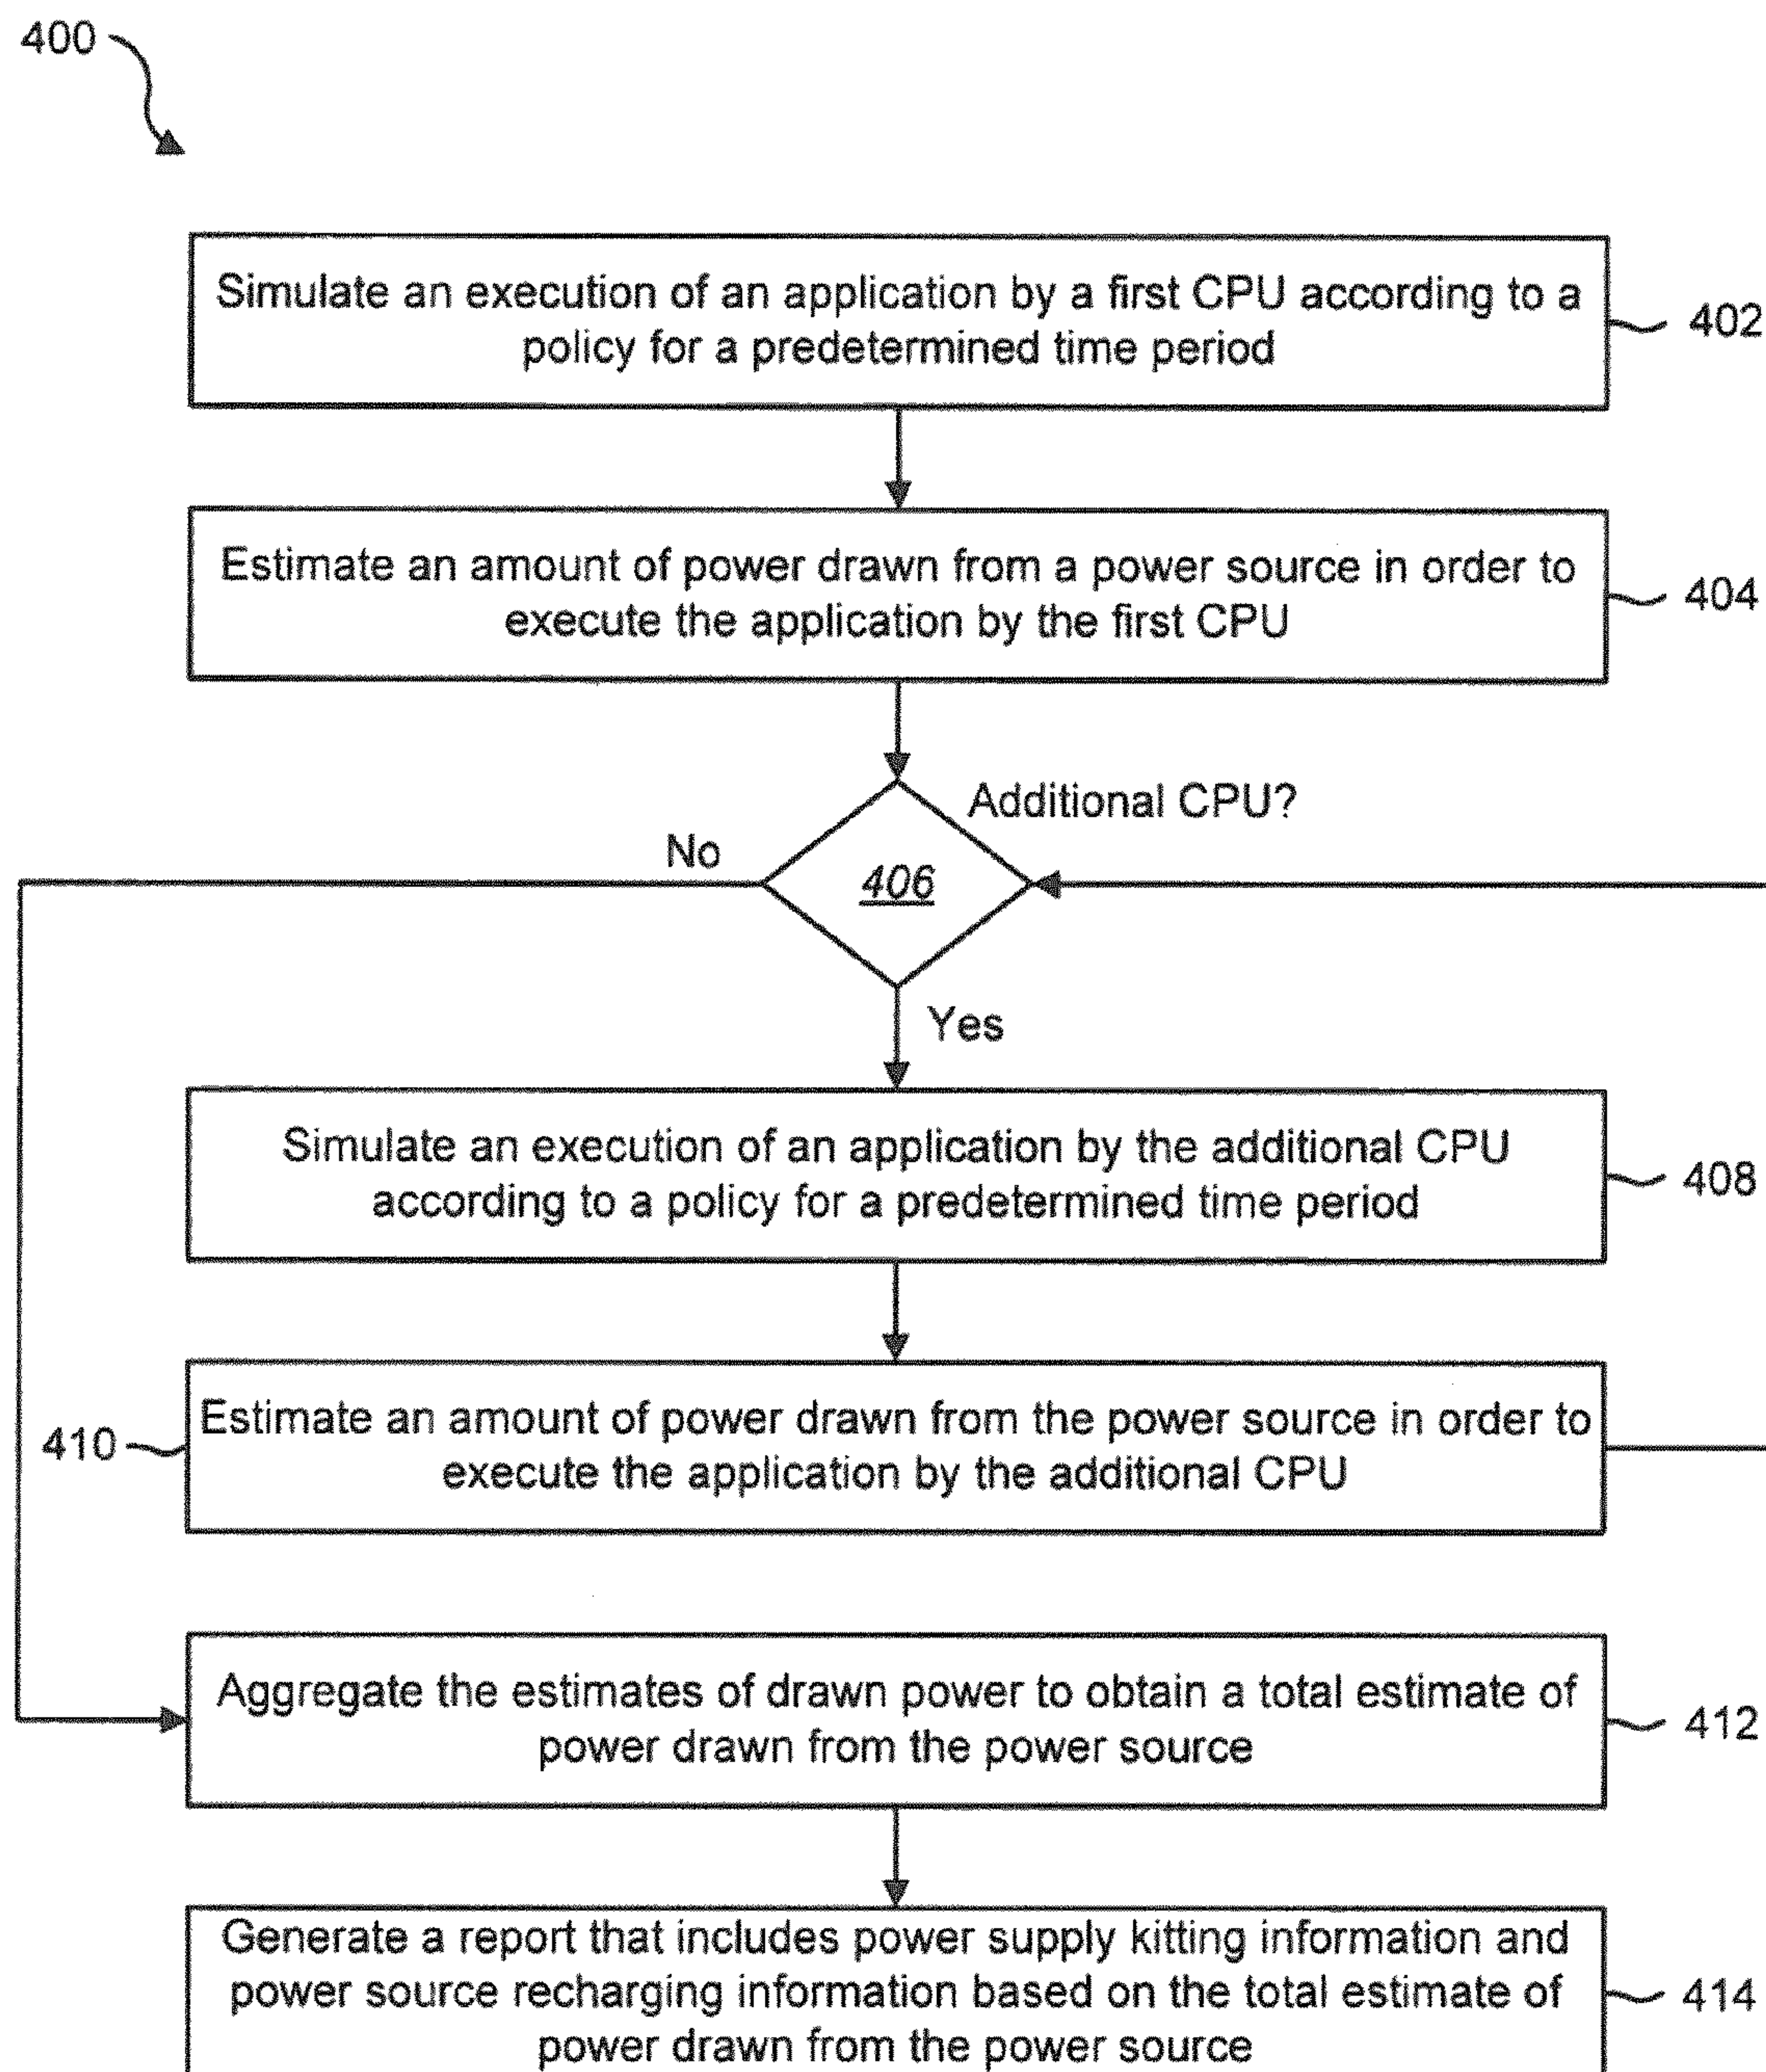 400
Simulate an execution of an application by a first CPU according to a
policy for a predetermined time period
402
Estimate an amount of power drawn from a power source in order to
execute the application by the first CPU
404
Additional CPU?
No
406
Yes
Simulate an execution of an application by the additional CPU
according to a policy for a predetermined time period
408
Estimate an amount of power drawn from the power source in order to
execute the application by the additional CPU
410
Aggregate the estimates of drawn power to obtain a total estimate of
power drawn from the power source
412
Generate a report that includes power supply kitting information and
power source recharging information based on the total estimate of
power drawn from the power source
414